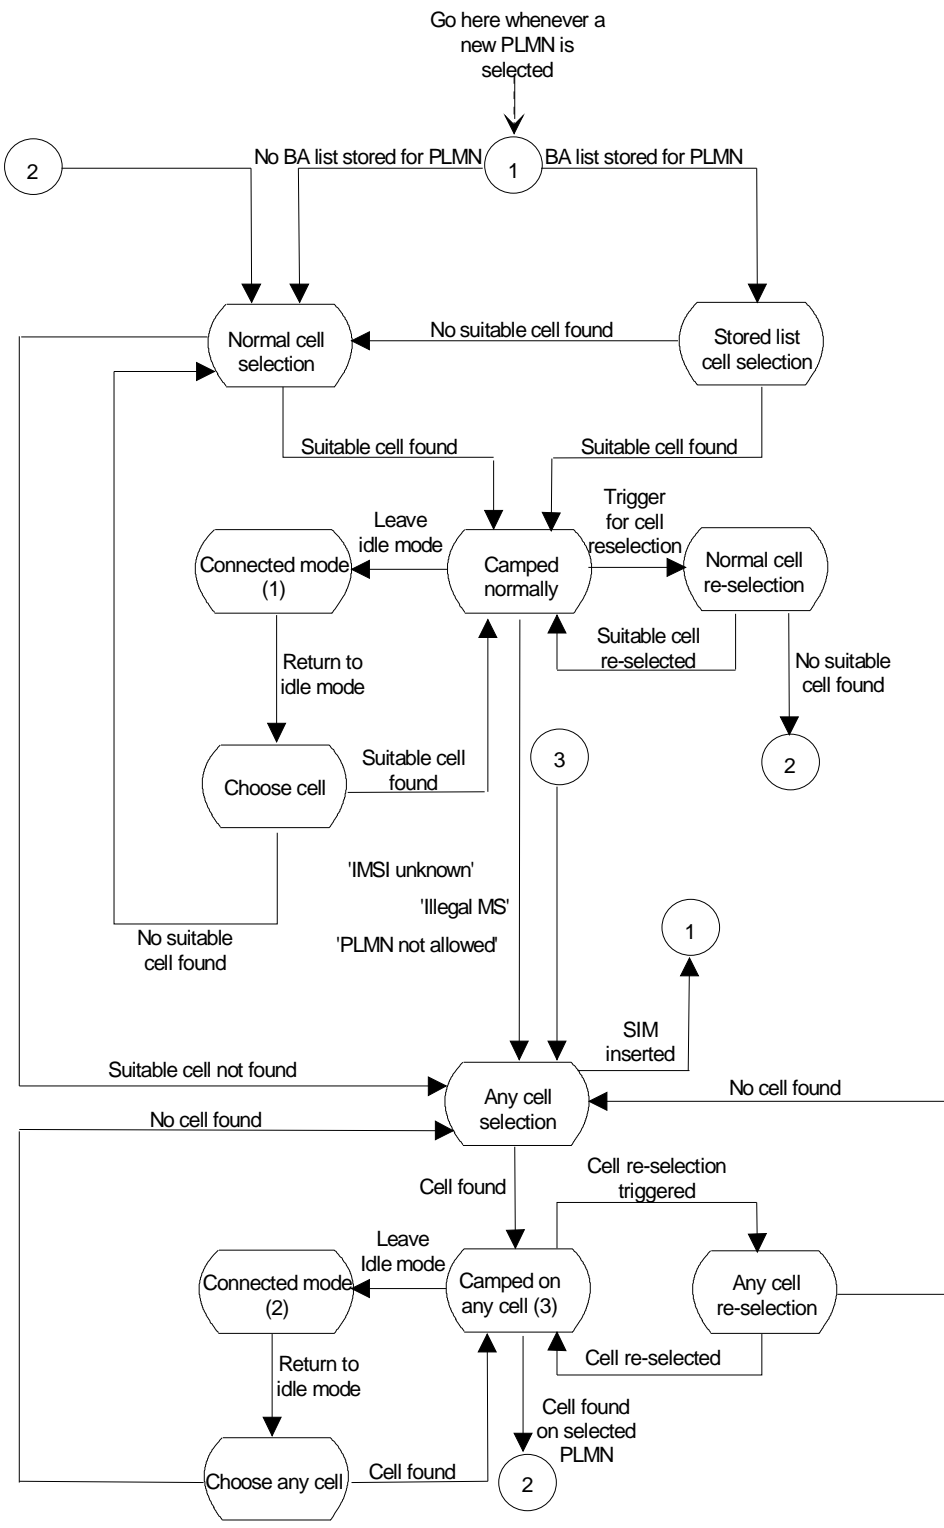 Go here whenever a
new PLMN is
selected
2
No BA list stored for PLMN
1
BA list stored for PLMN
Normal cell
selection
No suitable cell found
Stored list
cell selection
Suitable cell found
Suitable cell found
Leave
idle mode
Trigger
for cell
reselection
Connected mode
(1)
Camped
normally
Normal cell
re-selection
Suitable cell
re-selected
No suitable
cell found
Return to
idle mode
2
3
Choose cell
Suitable cell
found
'IMSI unknown'
'Illegal MS'
'PLMN not allowed'
No suitable
cell found
1
SIM
inserted
Suitable cell not found
Any cell
selection
No cell found
No cell found
Cell found
Cell re-selection
triggered
Leave
Idle mode
Connected mode
(2)
Camped on
any cell (3)
Any cell
re-selection
Cell re-selected
Return to
idle mode
Cell found
on selected
PLMN
Choose any cell
Cell found
2